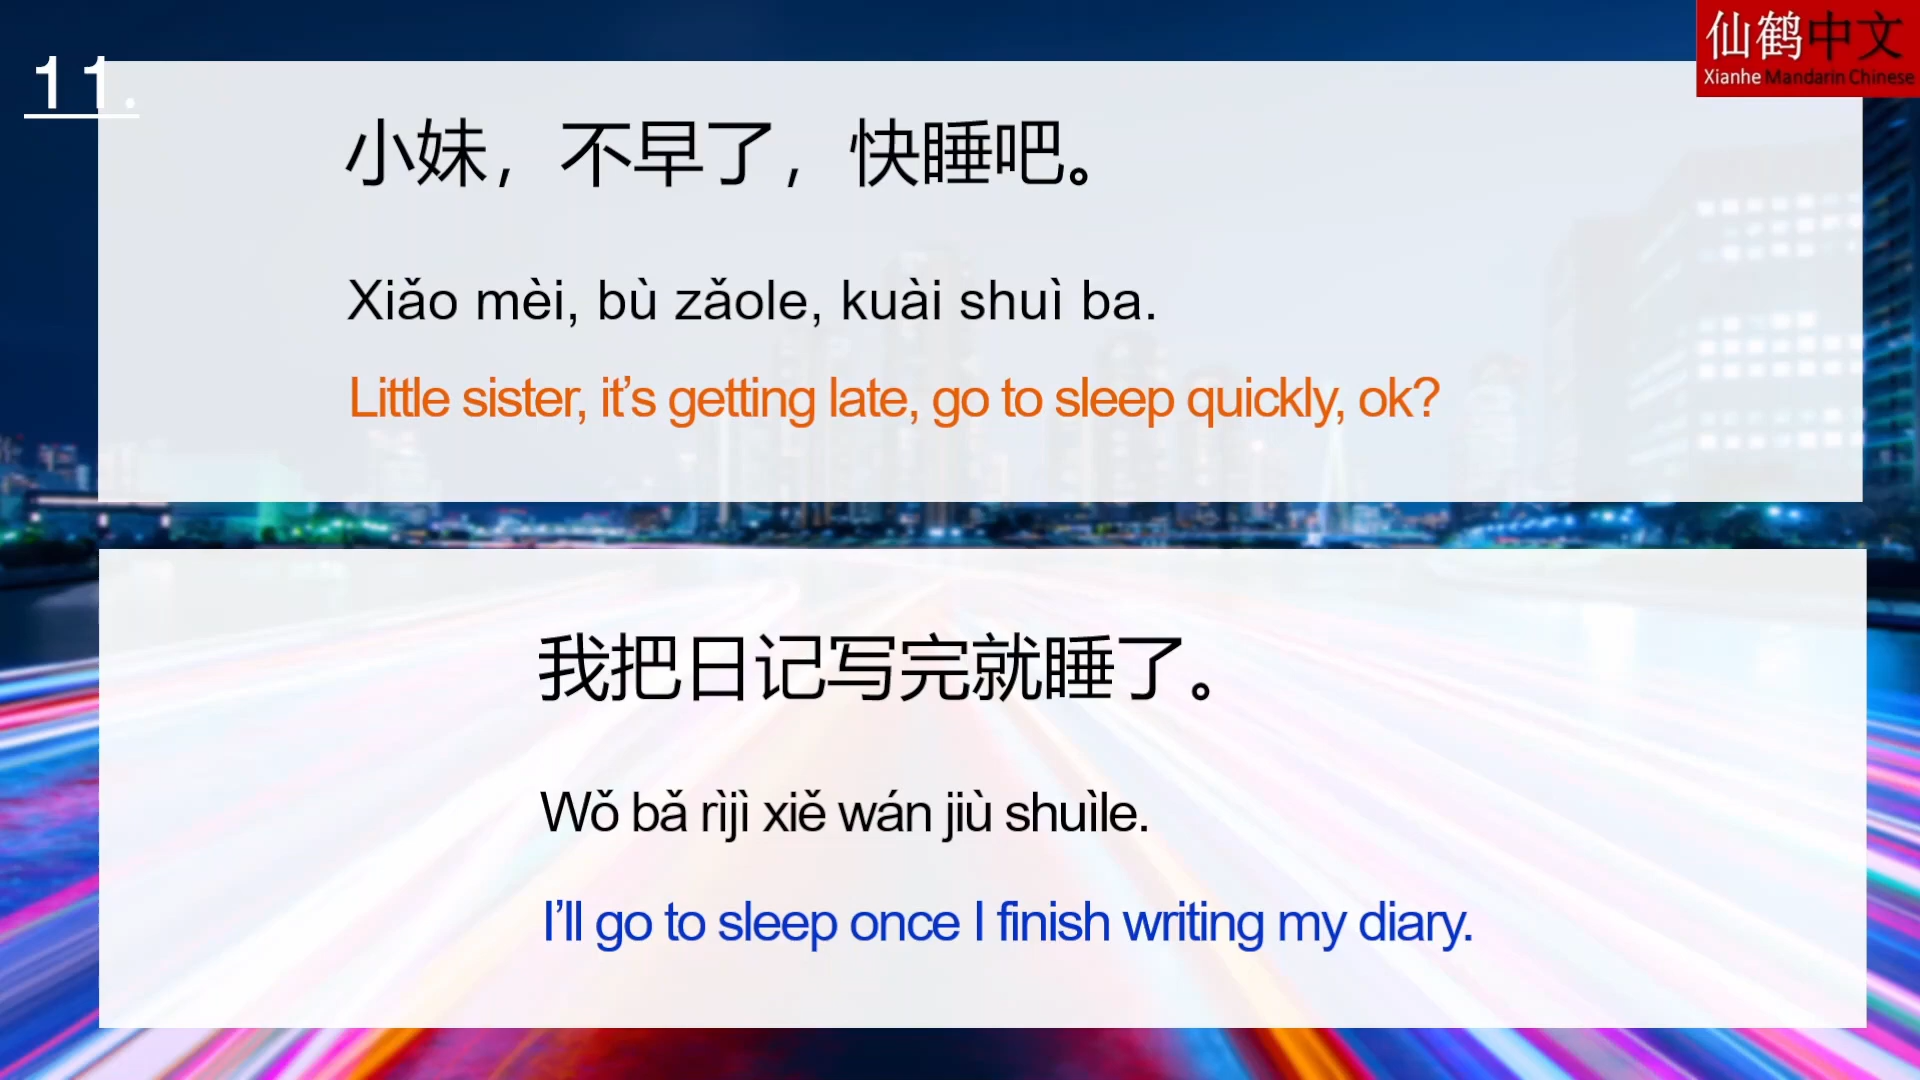 11.
仙鹤中文
Xianhe Mandarin Chinese
小妹，不早了，快睡吧。
Xiǎo mèi, bù zǎole, kuài shuì ba.
Little sister, it’s getting late, go to sleep quickly, ok?
我把日记写完就睡了。
Wǒ bǎ rìjì xiě wán jiù shuìle.
I’ll go to sleep once I finish writing my diary.